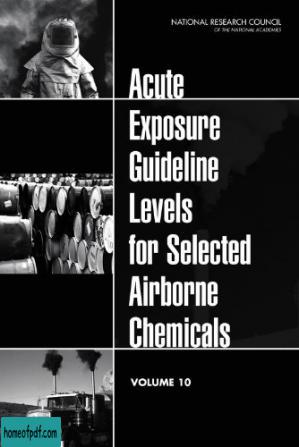 NATIONAL RESEARCH COUNCIL
OF THE NATIONAL ACADEMIES
Acute
Exposure
Guideline
Levels
for Selected
Airborne
Chemicals
VOLUME 10
homeofpdf.com